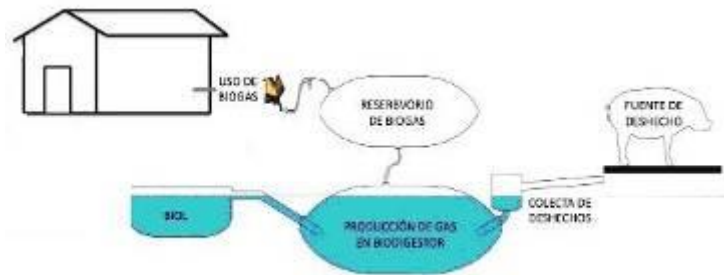 USO DE
BIOGAS
RESERVORIO
DE BIOGAS
FUENTE DE
DESHECHO
BIOL
PRODUCCIÓN DE GAS
EN BIODIGESTOR
COLECTA DE
DESHECHOS